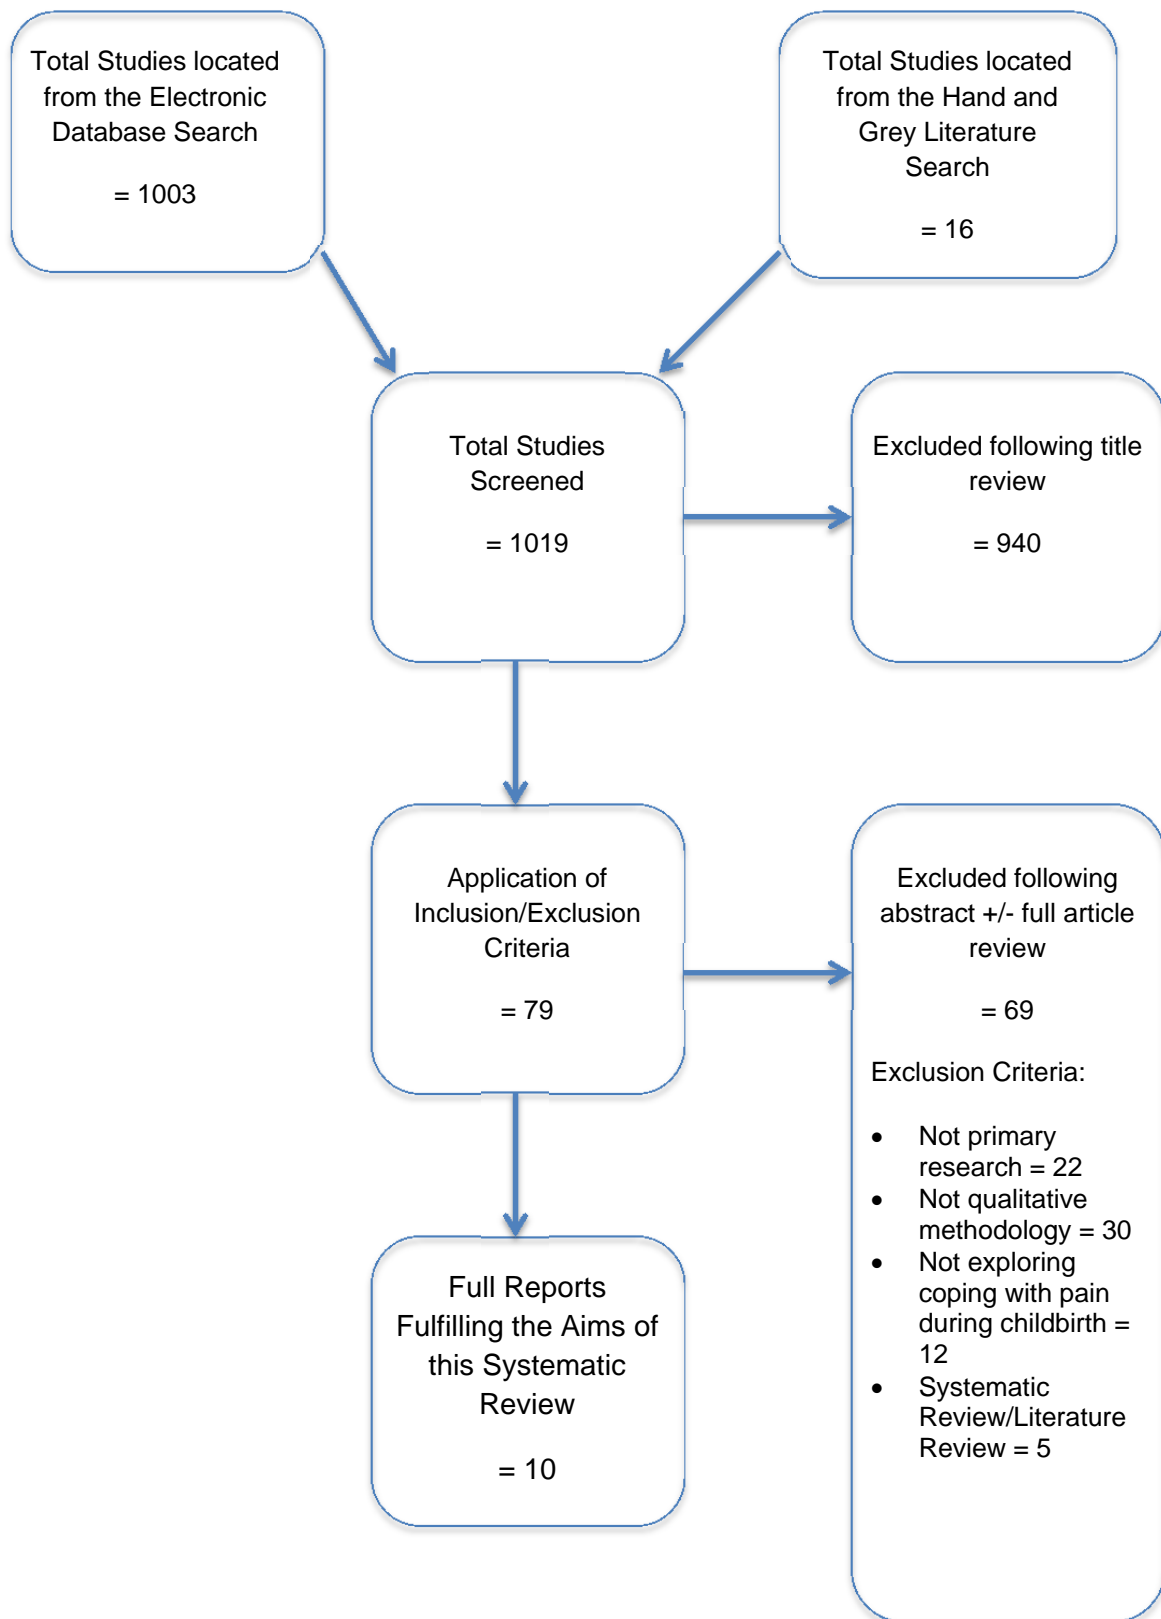 Total Studies located
from the Electronic
Database Search
= 1003
Total Studies located
from the Hand and
Grey Literature
Search
= 16
Total Studies
Screened
= 1019
Excluded following title
review
= 940
Application of
Inclusion/Exclusion
Criteria
= 79
Excluded following
abstract +/- full article
review
= 69
Exclusion Criteria:
• Not primary
research = 22
• Not qualitative
methodology = 30
• Not exploring
coping with pain
during childbirth =
12
• Systematic
Review/Literature
Review = 5
Full Reports
Fulfilling the Aims of
this Systematic
Review
= 10